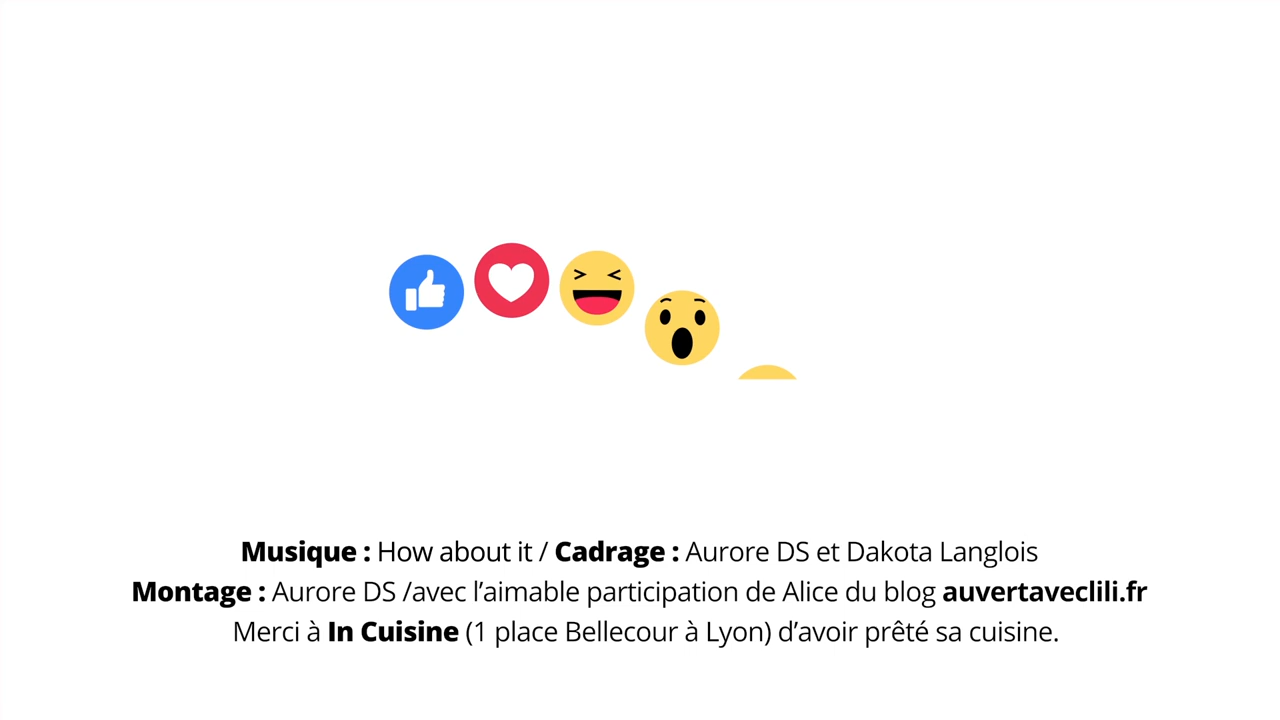 Musique : How about it / Cadrage : Aurore DS et Dakota Langlois
Montage : Aurore DS /avec l’aimable participation de Alice du blog auvertaveclili.fr
Merci à In Cuisine (1 place Bellecour à Lyon) d’avoir prêté sa cuisine.